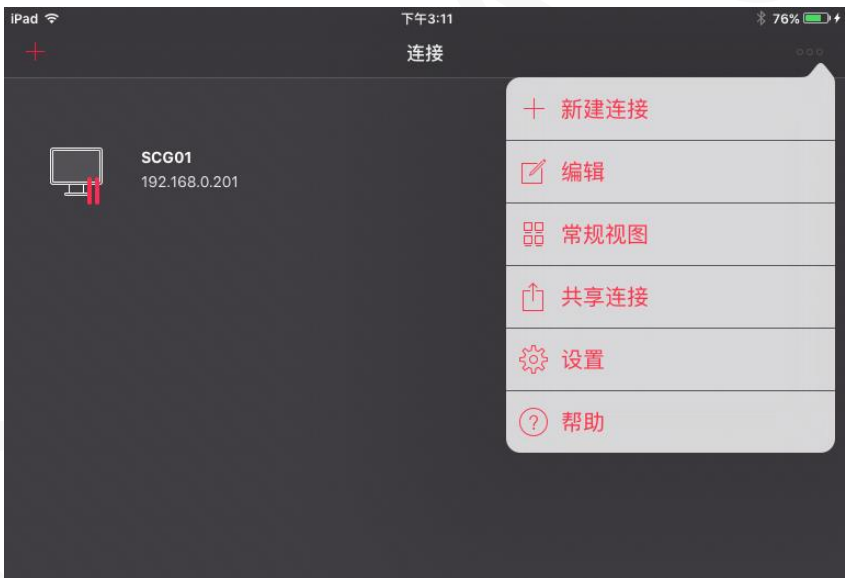 iPad 下午3:11 76%
+ 连接
新建连接
SCG01
192.168.0.201
编辑
常规视图
共享连接
设置
帮助